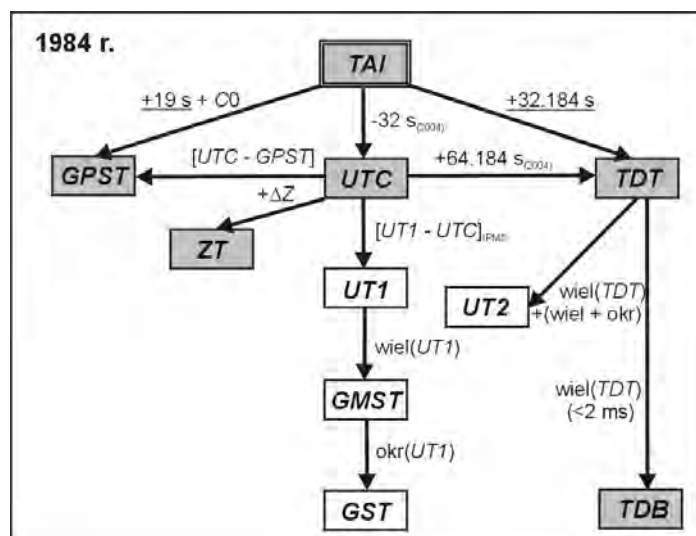 1984 r.
TAI
+19 s + C0
+32.184 s
-32 s(2004)
[UTC - GPST]
+64.184 s(2004)
GPST
UTC
TDT
+ΔZ
ZT
[UT1 - UTC](IPMS)
UT1
UT2
wiel(TDT)
+(wiel + okr)
wiel(UT1)
GMST
wiel(TDT)
(<2 ms)
okr(UT1)
GST
TDB